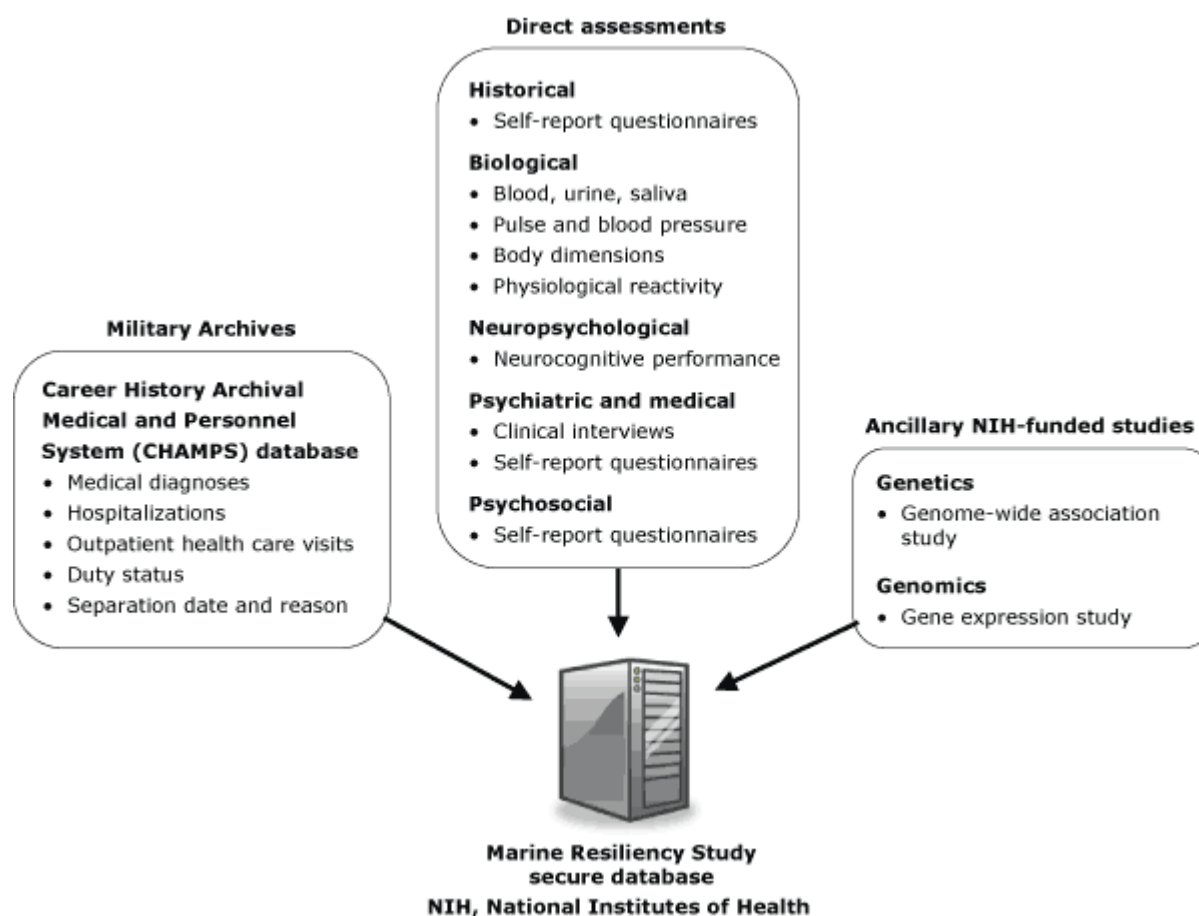 Direct assessments
Historical
• Self-report questionnaires
Biological
• Blood, urine, saliva
• Pulse and blood pressure
• Body dimensions
• Physiological reactivity
Neuropsychological
• Neurocognitive performance
Psychiatric and medical
• Clinical interviews
• Self-report questionnaires
Psychosocial
• Self-report questionnaires
Military Archives
Career History Archival
Medical and Personnel
System (CHAMPS) database
• Medical diagnoses
• Hospitalizations
• Outpatient health care visits
• Duty status
• Separation date and reason
Ancillary NIH-funded studies
Genetics
• Genome-wide association
study
Genomics
• Gene expression study
Marine Resiliency Study
secure database
NIH, National Institutes of Health